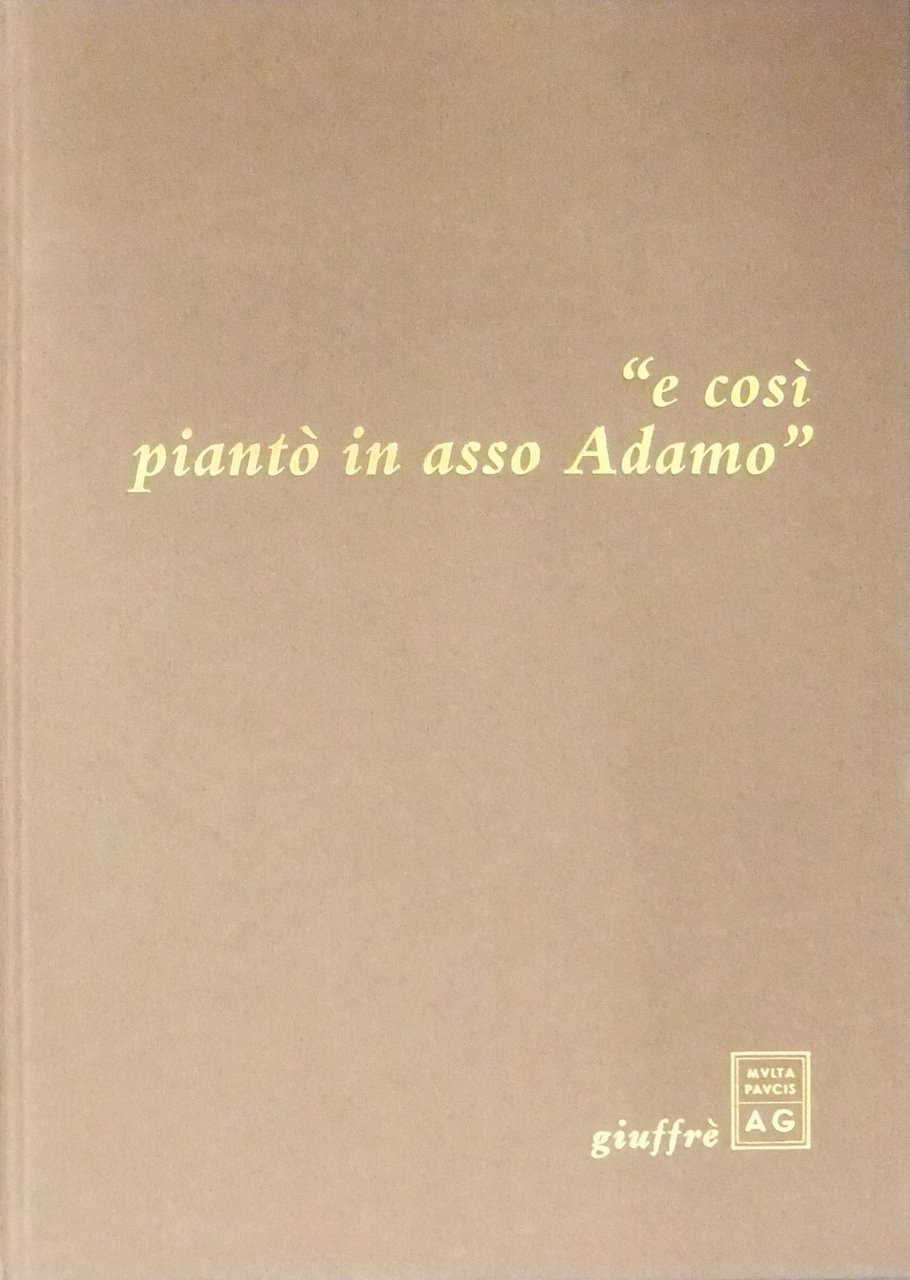 “e così
piantò in asso Adamo”
MVLTA
PAVCIS
giuffrè
AG